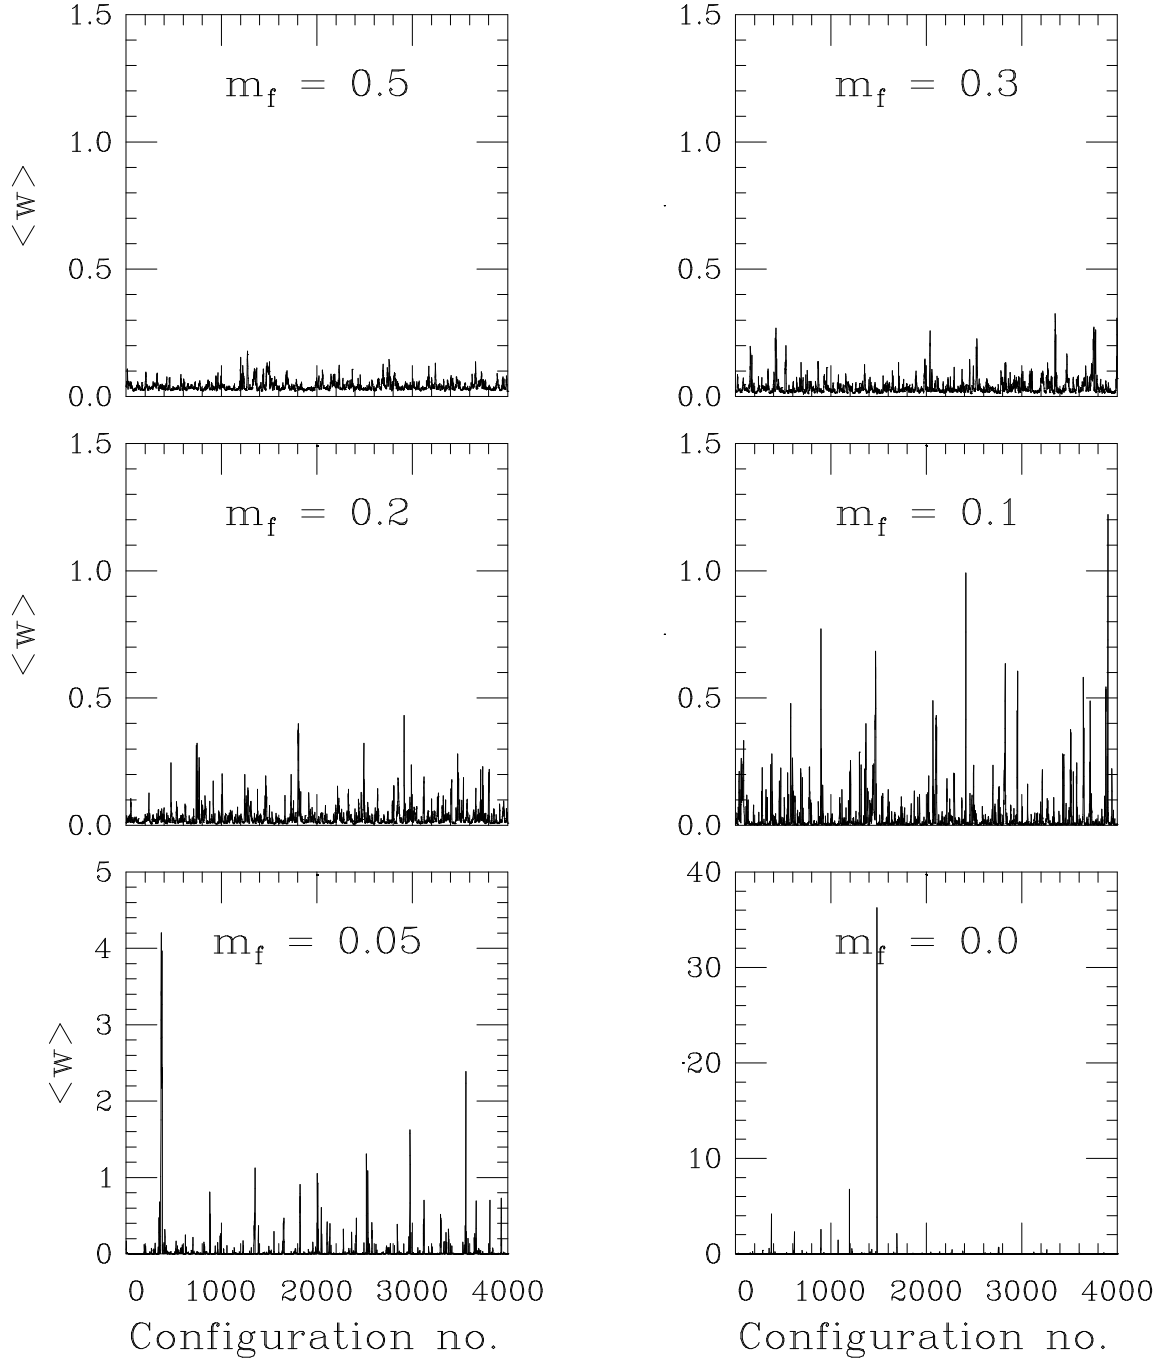 1.5 1.5
m_f = 0.5 m_f = 0.3
1.0 1.0
<w>
0.5 0.5
0.0 0.0
1.5 1.5
m_f = 0.2 m_f = 0.1
1.0 1.0
<w>
0.5 0.5
0.0 0.0
5 40
m_f = 0.05 m_f = 0.0
4 30
3
<w>
2 20
1 10
0 0
0 1000 2000 3000 4000 0 1000 2000 3000 4000
Configuration no. Configuration no.